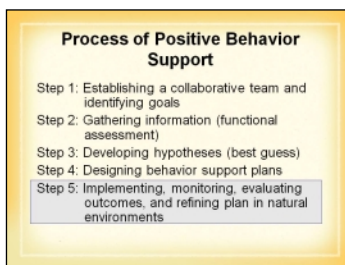 Process of Positive Behavior
Support
Step 1: Establishing a collaborative team and
identifying goals
Step 2: Gathering information (functional
assessment)
Step 3: Developing hypotheses (best guess)
Step 4: Designing behavior support plans
Step 5: Implementing, monitoring, evaluating
outcomes, and refining plan in natural
environments